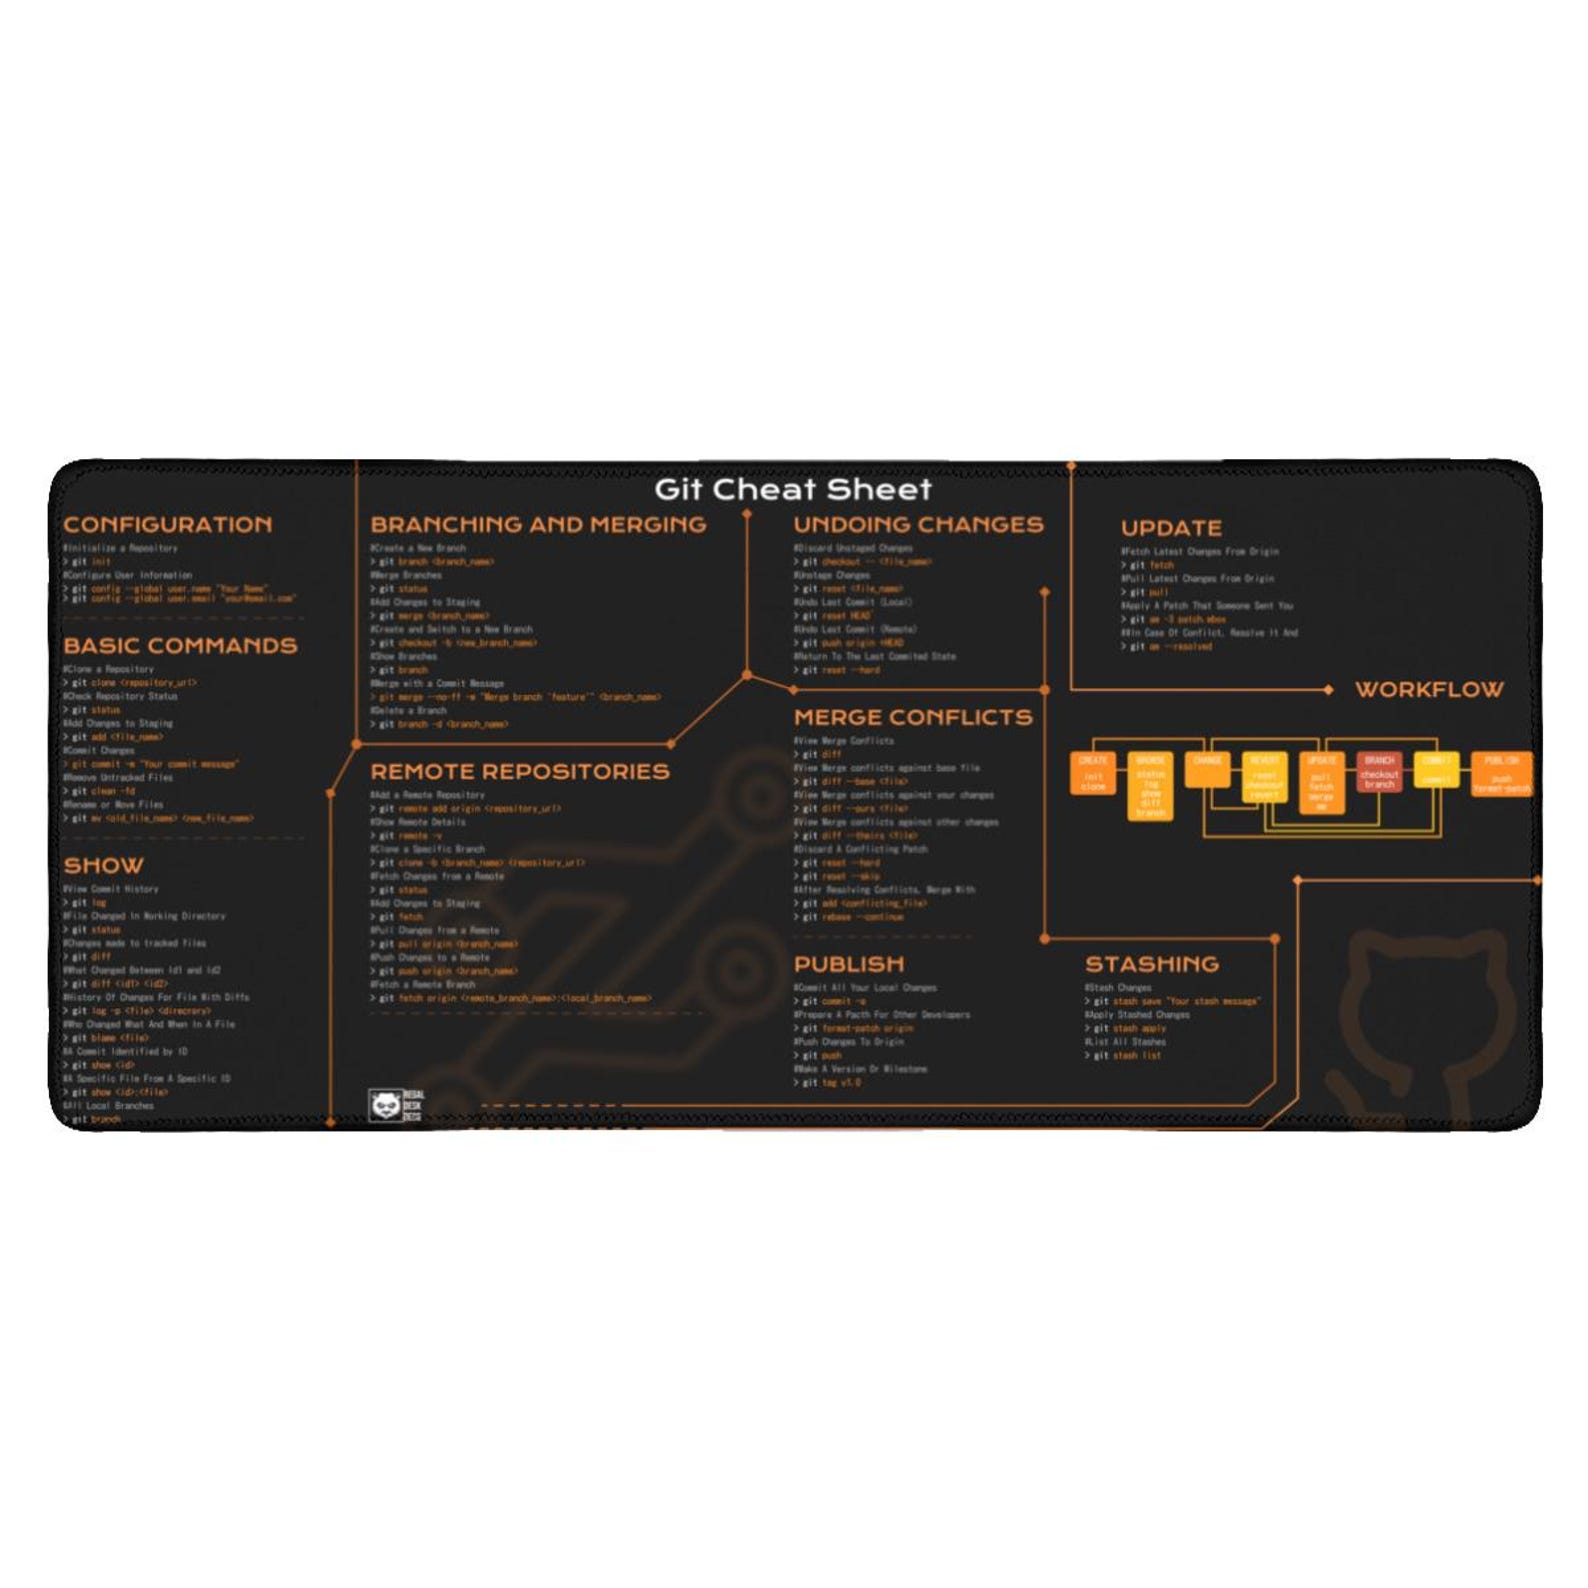 Git Cheat Sheet
CONFIGURATION
#Initialize a Repository
> git init
#Configure User Information
> git config --global user.name "Your Name"
> git config --global user.email "your@email.com"
BASIC COMMANDS
#Clone a Repository
> git clone <repository_url>
#Check Repository Status
> git status
#Add Changes to Staging
> git add <file_name>
#Commit Changes
> git commit -m "Your commit message"
#Remove Untracked Files
> git clean -fd
#Rename or Move Files
> git mv <old_file_name> <new_file_name>
SHOW
#View Commit History
> git log
#File Changed In Working Directory
> git status
#Changes made to tracked files
> git diff
#What Changed Between id1 and id2
> git diff <id1> <id2>
#History Of Changes For File With Diffs
> git log -p <file> <direcrory>
#Who Changed What And When In A File
> git blame <file>
#A Commit Identified by ID
> git show <id>
#A Specific File From A Specific ID
> git show <id>:<file>
#All Local Branches
> git branch
BRANCHING AND MERGING
#Create a New Branch
> git branch <branch_name>
#Merge Branches
> git status
#Add Changes to Staging
> git merge <branch_name>
#Create and Switch to a New Branch
> git checkout -b <new_branch_name>
#Show Branches
> git branch
#Merge with a Commit Message
> git merge --no-ff -m "Merge branch 'feature'" <branch_name>
#Delete a Branch
> git branch -d <branch_name>
REMOTE REPOSITORIES
#Add a Remote Repository
> git remote add origin <repository_url>
#Show Remote Details
> git remote -v
#Clone a Specific Branch
> git clone -b <branch_name> <repository_url>
#Fetch Changes from a Remote
> git status
#Add Changes to Staging
> git fetch
#Pull Changes from a Remote
> git pull origin <branch_name>
#Push Changes to a Remote
> git push origin <branch_name>
#Fetch a Remote Branch
> git fetch origin <remote_branch_name>:<local_branch_name>
REGAL
DESK
DECO
UNDOING CHANGES
#Discard Unstaged Changes
> git checkout -- <file_name>
#Unstage Changes
> git reset <file_name>
#Undo Last Commit (Local)
> git reset HEAD^
#Undo Last Commit (Remote)
> git push origin +HEAD
#Return To The Last Commited State
> git reset --hard
MERGE CONFLICTS
#View Merge Conflicts
> git diff
#View Merge conflicts against base file
> git diff --base <file>
#View Merge conflicts against your changes
> git diff --ours <file>
#View Merge conflicts against other changes
> git diff --theirs <file>
#Discard A Conflicting Patch
> git reset --hard
> git reset --skip
#After Resolving Conflicts, Merge With
> git add <conflicting_file>
> git rebase --continue
PUBLISH
#Commit All Your Local Changes
> git commit -a
#Prepare A Pacth For Other Developers
> git format-patch origin
#Push Changes To Origin
> git push
#Make A Version Or Milestone
> git tag v1.0
UPDATE
#Fetch Latest Changes From Origin
> git fetch
#Pull Latest Changes From Origin
> git pull
#Apply A Patch That Someone Sent You
> git am -3 patch.mbox
##In Case Of Conflict, Resolve It And
> git am --resolved
WORKFLOW
CREATE
init
clone
BROWSE
status
log
show
diff
branch
CHANGE
REVERT
reset
checkout
revert
UPDATE
pull
fetch
merge
am
BRANCH
checkout
branch
COMMIT
commit
PUBLISH
push
format-patch
STASHING
#Stash Changes
> git stash save "Your stash message"
#Apply Stashed Changes
> git stash apply
#List All Stashes
> git stash list